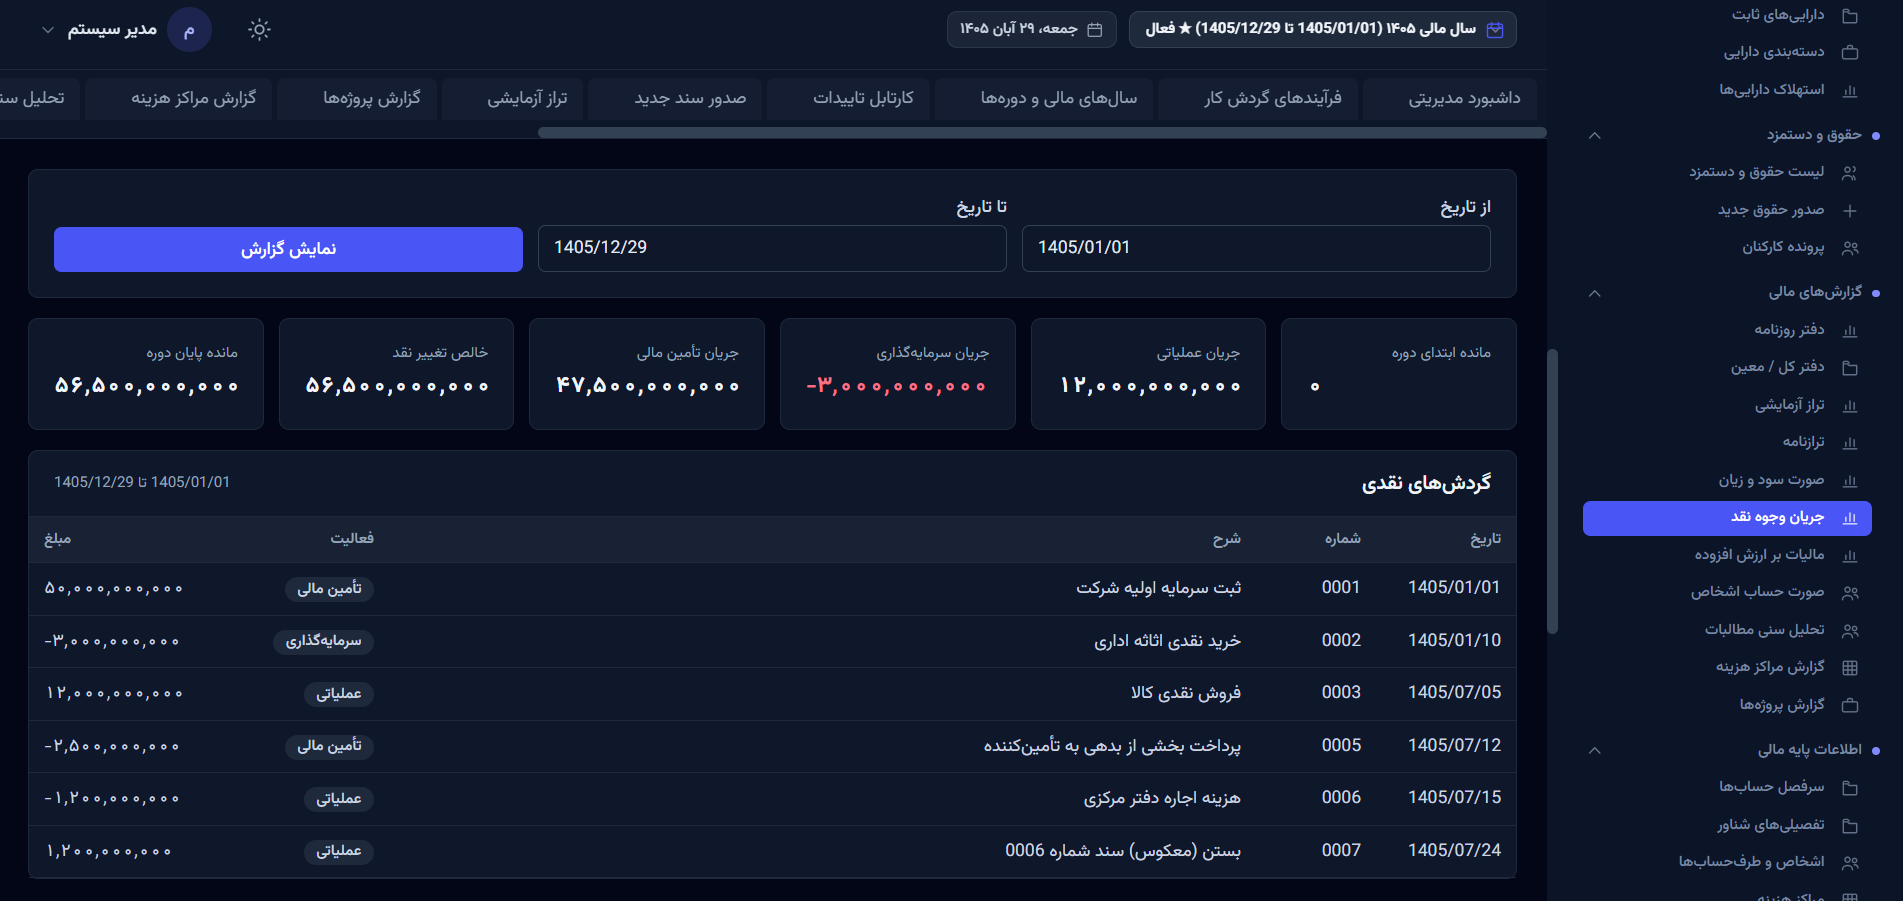 دارایی‌های ثابت
دسته‌بندی دارایی
استهلاک دارایی‌ها
حقوق و دستمزد
لیست حقوق و دستمزد
صدور حقوق جدید
پرونده کارکنان
گزارش‌های مالی
دفتر روزنامه
دفتر کل / معین
تراز آزمایشی
ترازنامه
صورت سود و زیان
جریان وجوه نقد
مالیات بر ارزش افزوده
صورت حساب اشخاص
تحلیل سنی مطالبات
گزارش مراکز هزینه
گزارش پروژه‌ها
اطلاعات پایه مالی
سرفصل حساب‌ها
تفصیلی‌های شناور
اشخاص و طرف‌حساب‌ها
مراکز هزینه
سال مالی ۱۴۰۵ (1405/01/01 تا 1405/12/29) ★ فعال
جمعه، ۲۹ آبان ۱۴۰۵
م
مدیر سیستم
داشبورد مدیریتی
فرآیندهای گردش کار
سال‌های مالی و دوره‌ها
کارتابل تاییدات
صدور سند جدید
تراز آزمایشی
گزارش پروژه‌ها
گزارش مراکز هزینه
تحلیل
از تاریخ
1405/01/01
تا تاریخ
1405/12/29
نمایش گزارش
مانده ابتدای دوره
۰
جریان عملیاتی
۱۲,۰۰۰,۰۰۰,۰۰۰
جریان سرمایه‌گذاری
-۳,۰۰۰,۰۰۰,۰۰۰
جریان تأمین مالی
۴۷,۵۰۰,۰۰۰,۰۰۰
خالص تغییر نقد
۵۶,۵۰۰,۰۰۰,۰۰۰
مانده پایان دوره
۵۶,۵۰۰,۰۰۰,۰۰۰
گردش‌های نقدی
1405/01/01 تا 1405/12/29
تاریخ شماره شرح فعالیت مبلغ
1405/01/01 0001 ثبت سرمایه اولیه شرکت تأمین مالی ۵۰,۰۰۰,۰۰۰,۰۰۰
1405/01/10 0002 خرید نقدی اثاثه اداری سرمایه‌گذاری -۳,۰۰۰,۰۰۰,۰۰۰
1405/07/05 0003 فروش نقدی کالا عملیاتی ۱۲,۰۰۰,۰۰۰,۰۰۰
1405/07/12 0005 پرداخت بخشی از بدهی به تأمین‌کننده تأمین مالی -۲,۵۰۰,۰۰۰,۰۰۰
1405/07/15 0006 هزینه اجاره دفتر مرکزی عملیاتی -۱,۲۰۰,۰۰۰,۰۰۰
1405/07/24 0007 بستن (معکوس) سند شماره 0006 عملیاتی ۱,۲۰۰,۰۰۰,۰۰۰